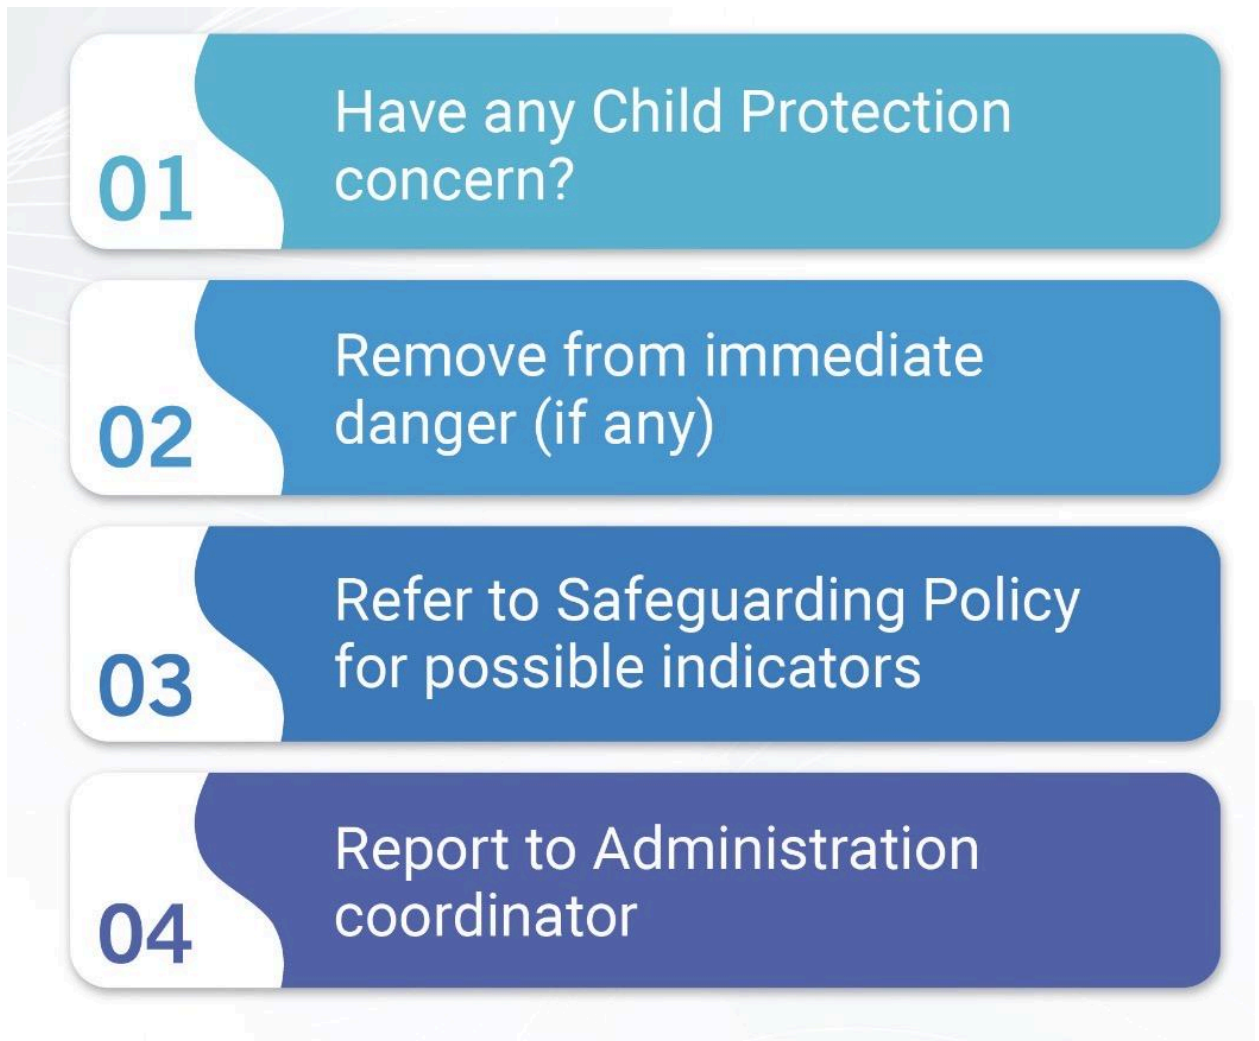 01
Have any Child Protection
concern?
02
Remove from immediate
danger (if any)
03
Refer to Safeguarding Policy
for possible indicators
04
Report to Administration
coordinator